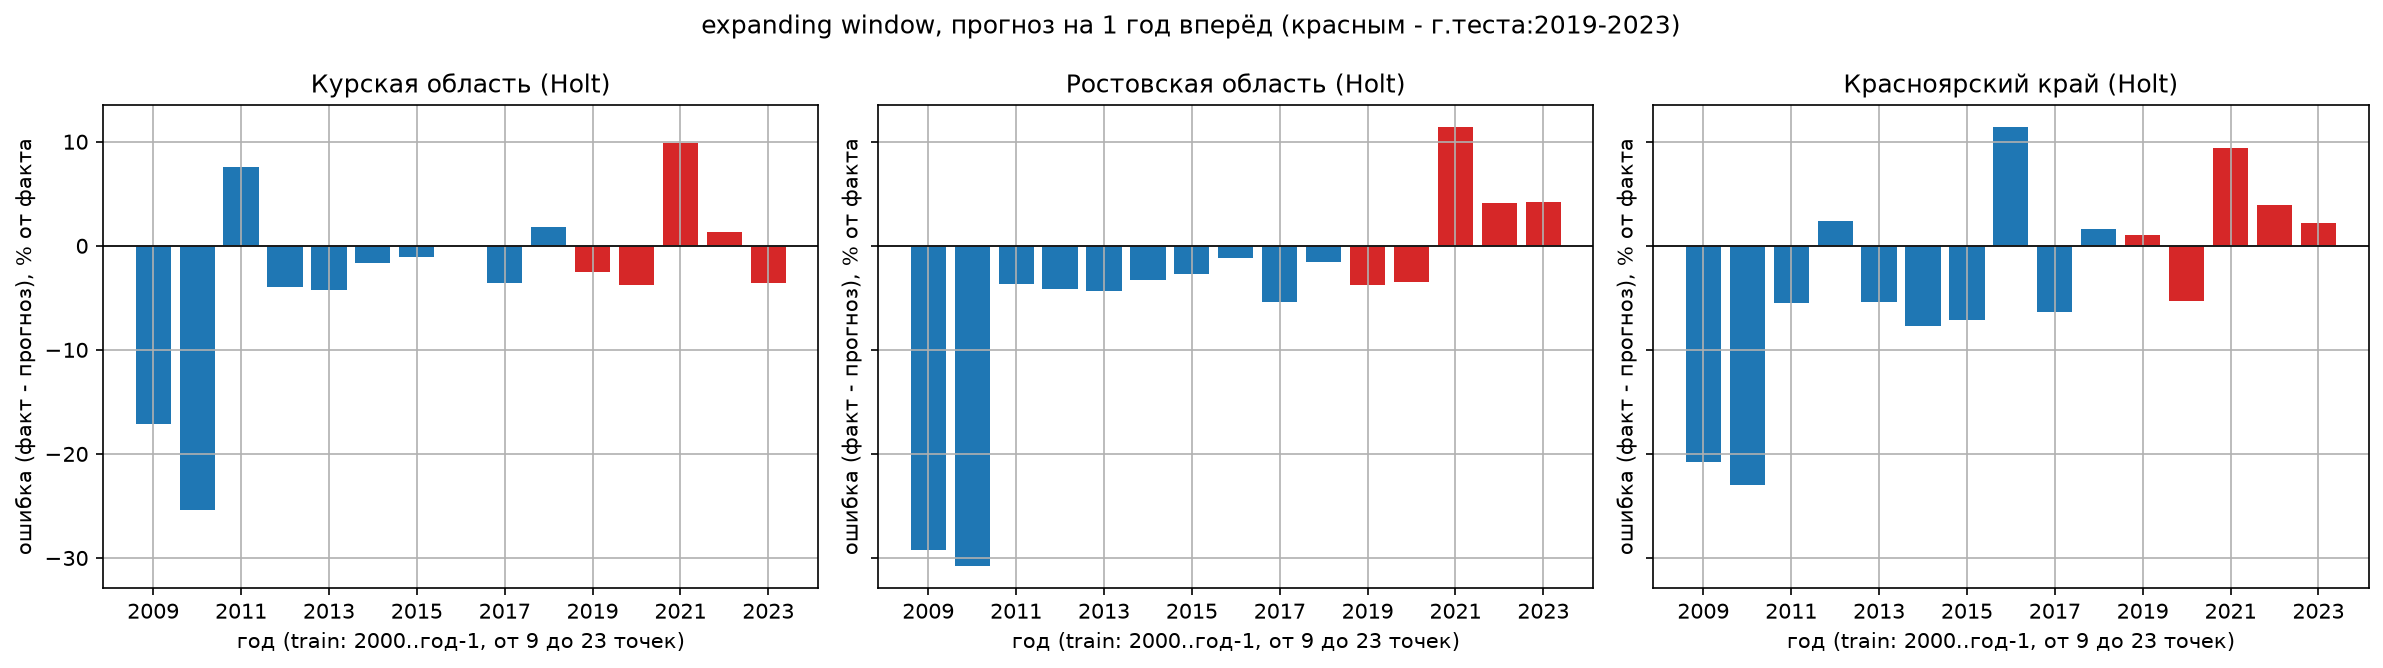 expanding window, прогноз на 1 год вперёд (красным - г.теста:2019-2023)
Курская область (Holt)
ошибка (факт - прогноз), % от факта
10
0
−10
−20
−30
2009 2011 2013 2015 2017 2019 2021 2023
год (train: 2000..год-1, от 9 до 23 точек)
Ростовская область (Holt)
ошибка (факт - прогноз), % от факта
2009 2011 2013 2015 2017 2019 2021 2023
год (train: 2000..год-1, от 9 до 23 точек)
Красноярский край (Holt)
ошибка (факт - прогноз), % от факта
2009 2011 2013 2015 2017 2019 2021 2023
год (train: 2000..год-1, от 9 до 23 точек)